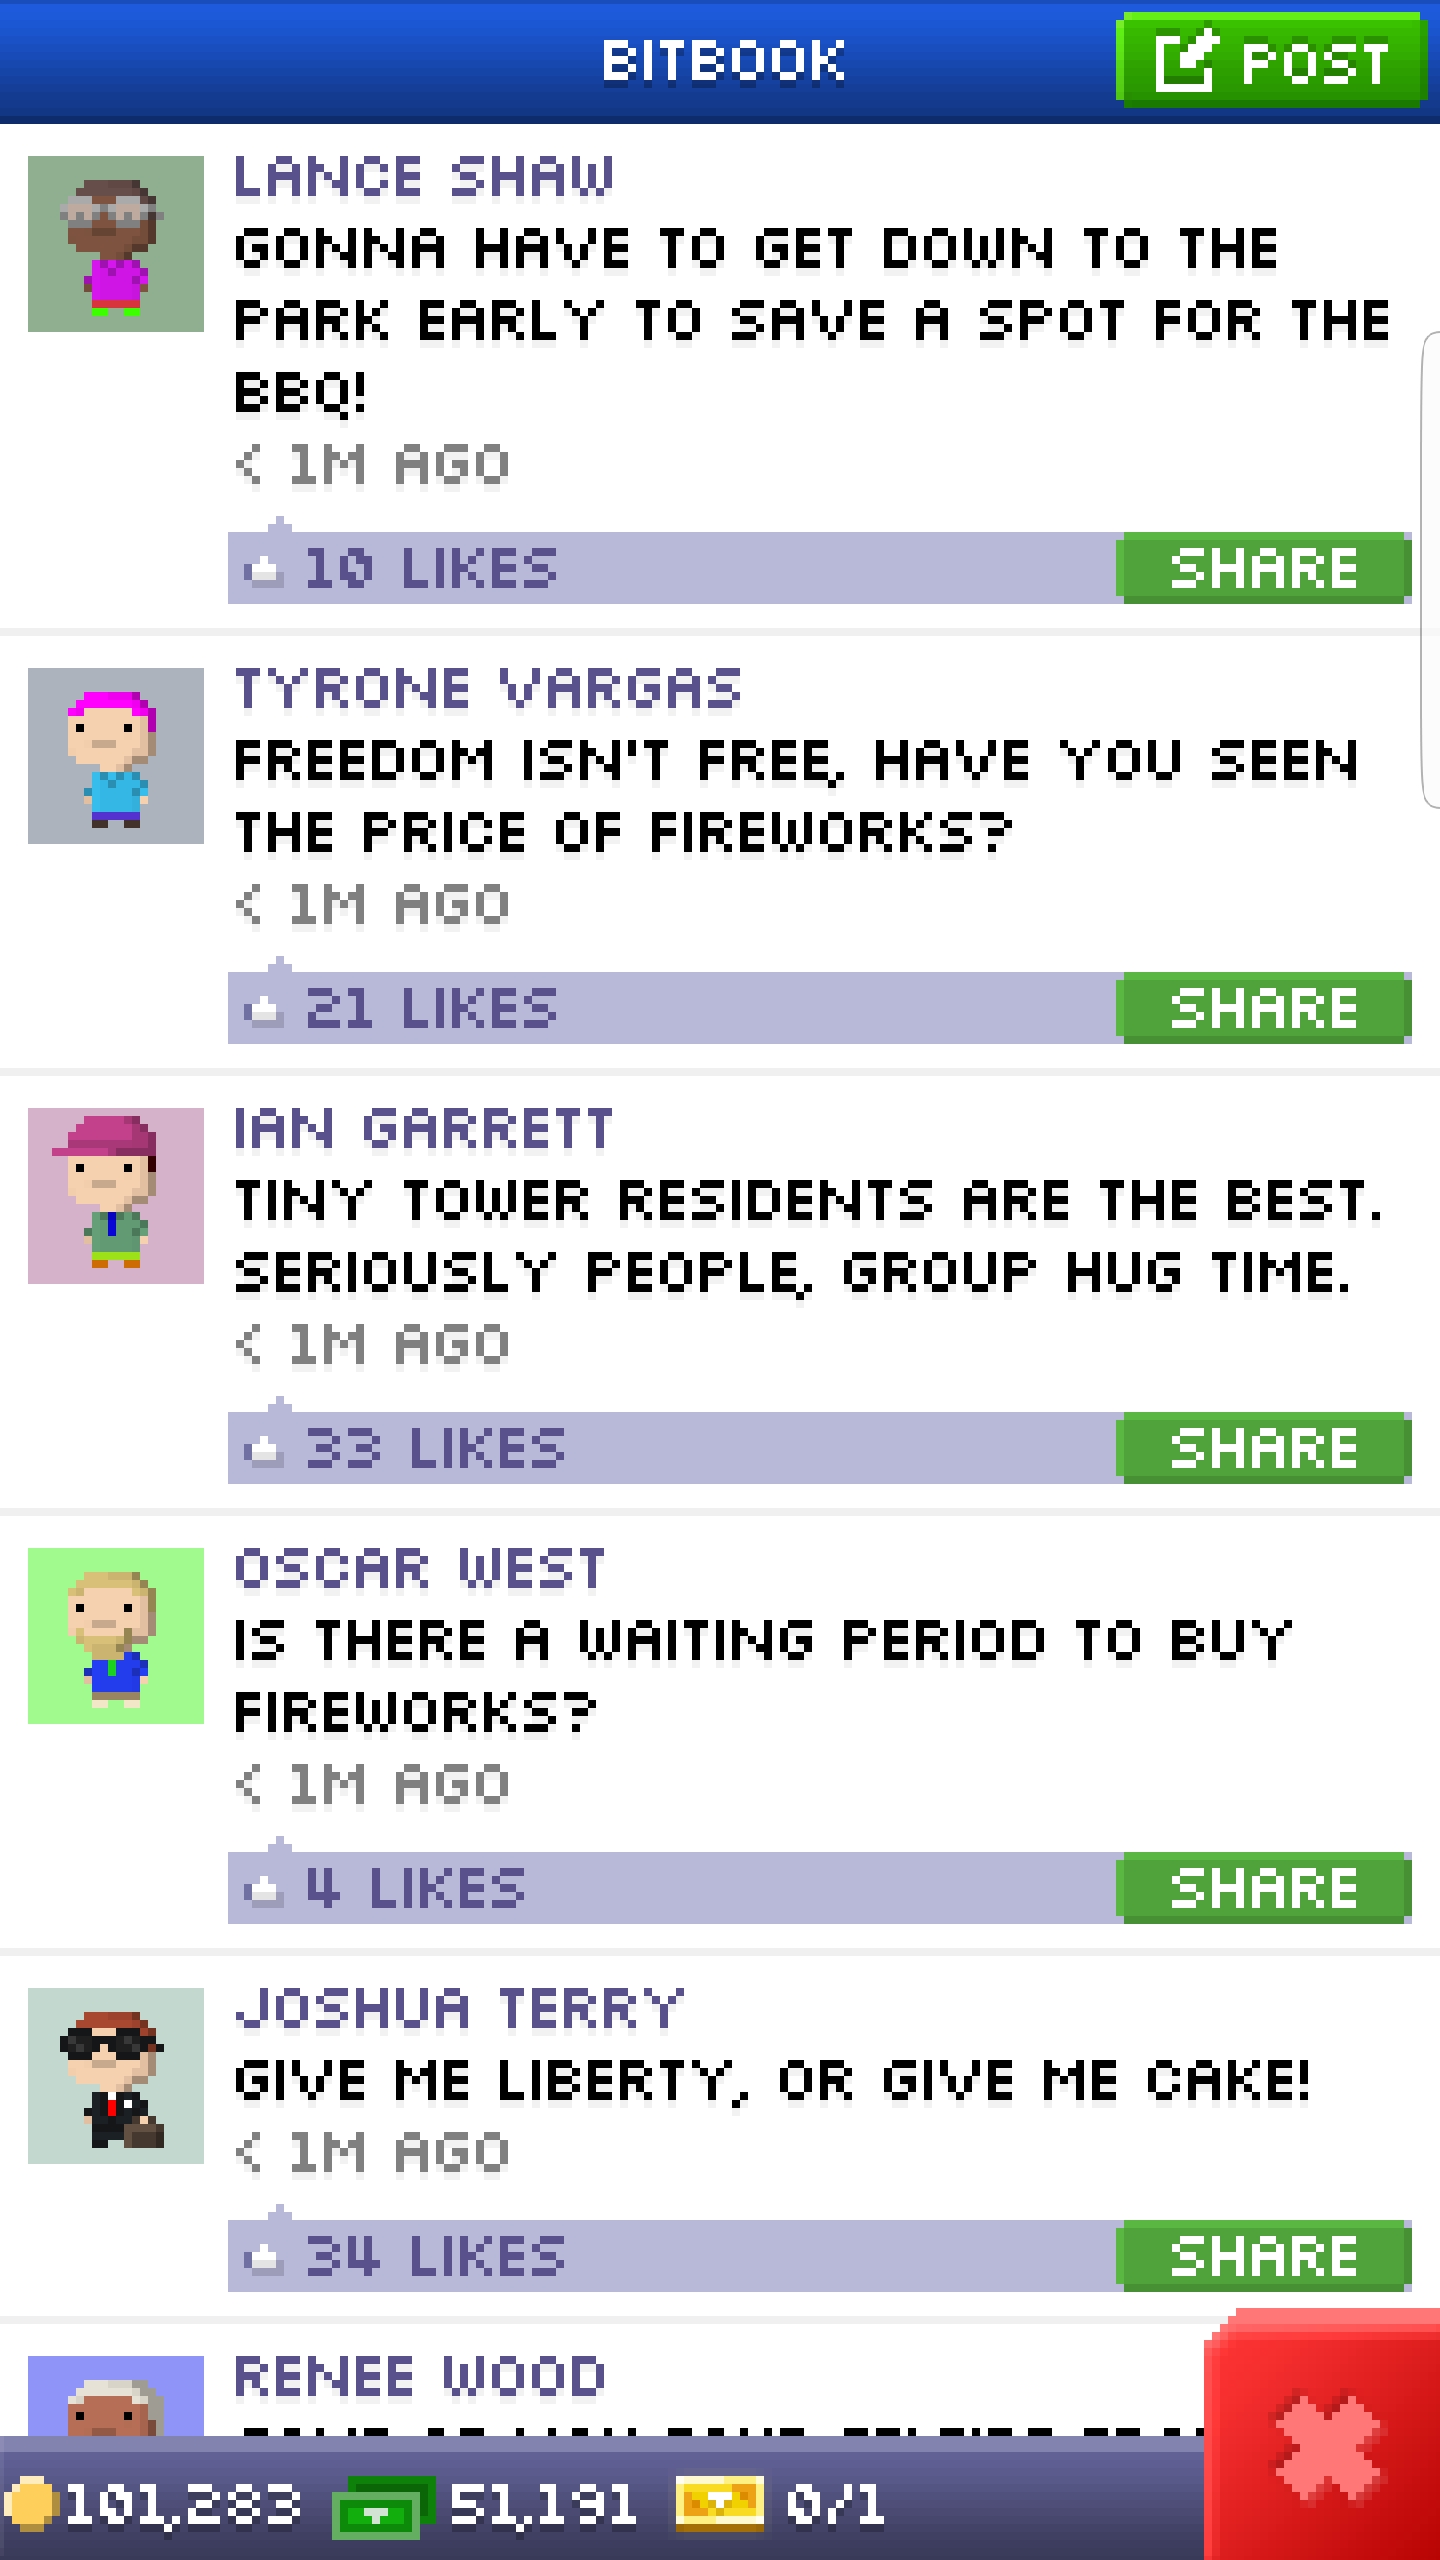 BITBOOK
POST
LANCE SHAW
GONNA HAVE TO GET DOWN TO THE
PARK EARLY TO SAVE A SPOT FOR THE
BBQ!
< 1M AGO
10 LIKES
SHARE
TYRONE VARGAS
FREEDOM ISN'T FREE, HAVE YOU SEEN
THE PRICE OF FIREWORKS?
< 1M AGO
21 LIKES
SHARE
IAN GARRETT
TINY TOWER RESIDENTS ARE THE BEST.
SERIOUSLY PEOPLE, GROUP HUG TIME.
< 1M AGO
33 LIKES
SHARE
OSCAR WEST
IS THERE A WAITING PERIOD TO BUY
FIREWORKS?
< 1M AGO
4 LIKES
SHARE
JOSHUA TERRY
GIVE ME LIBERTY, OR GIVE ME CAKE!
< 1M AGO
34 LIKES
SHARE
RENEE WOOD
101,283
51,191
0/1